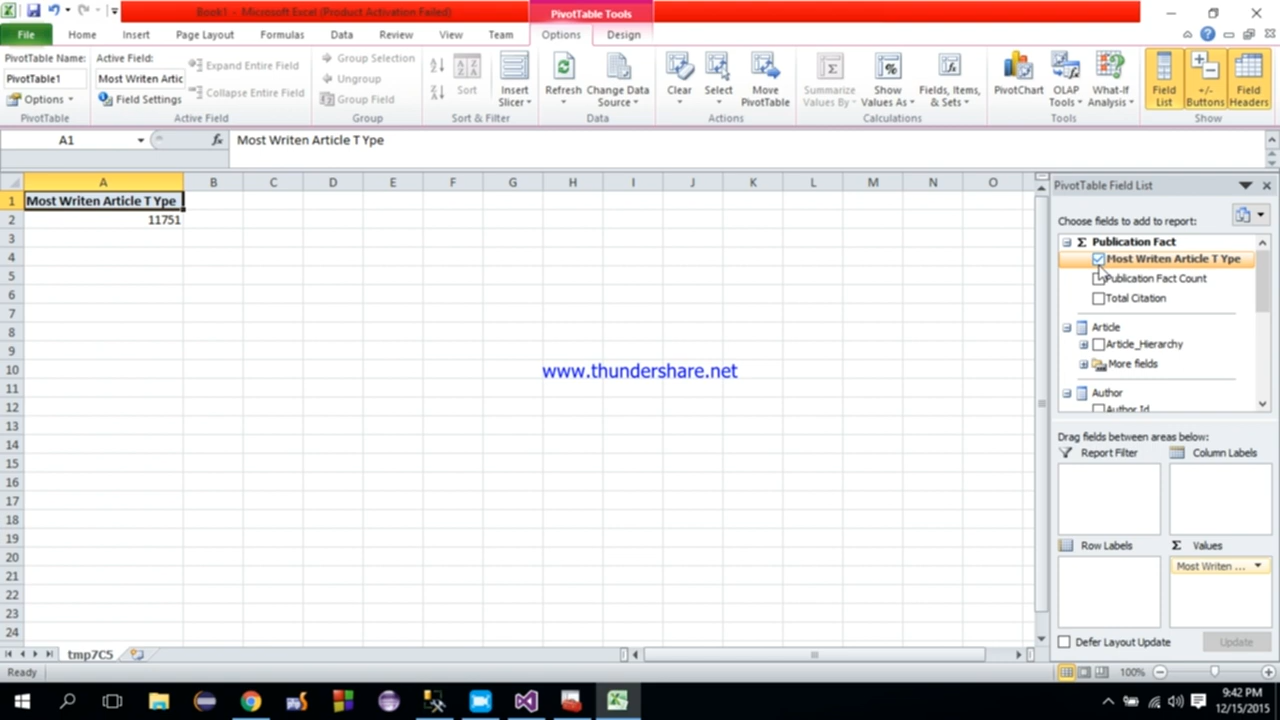 Book1 - Microsoft Excel (Product Activation Failed)
PivotTable Tools
File Home Insert Page Layout Formulas Data Review View Team Options Design
PivotTable Name:
PivotTable1
Options
PivotTable
Active Field:
Most Writen Artic
Field Settings
Expand Entire Field
Collapse Entire Field
Active Field
Group Selection
Ungroup
Group Field
Group
Sort
Insert
Slicer
Sort & Filter
Refresh
Change Data
Source
Data
Clear
Select
Move
PivotTable
Actions
Summarize
Values By
Show
Values As
Fields, Items,
& Sets
Calculations
PivotChart
OLAP
Tools
What-If
Analysis
Tools
Field
List
+/-
Buttons
Field
Headers
Show
A1
fx
Most Writen Article T Ype
A B C D E F G H I J K L M N O
1 Most Writen Article T Ype
2 11751
3
4
5
6
7
8
9
10
11
12
13
14
15
16
17
18
19
20
21
22
23
24
www.thundershare.net
PivotTable Field List
Choose fields to add to report:
Σ Publication Fact
Most Writen Article T Ype
Publication Fact Count
Total Citation
Article
Article_Hierarchy
More fields
Author
Author Id
Drag fields between areas below:
Report Filter
Column Labels
Row Labels
Σ Values
Most Writen ...
Defer Layout Update
Update
tmp7C5
Ready
100%
9:42 PM
12/15/2015